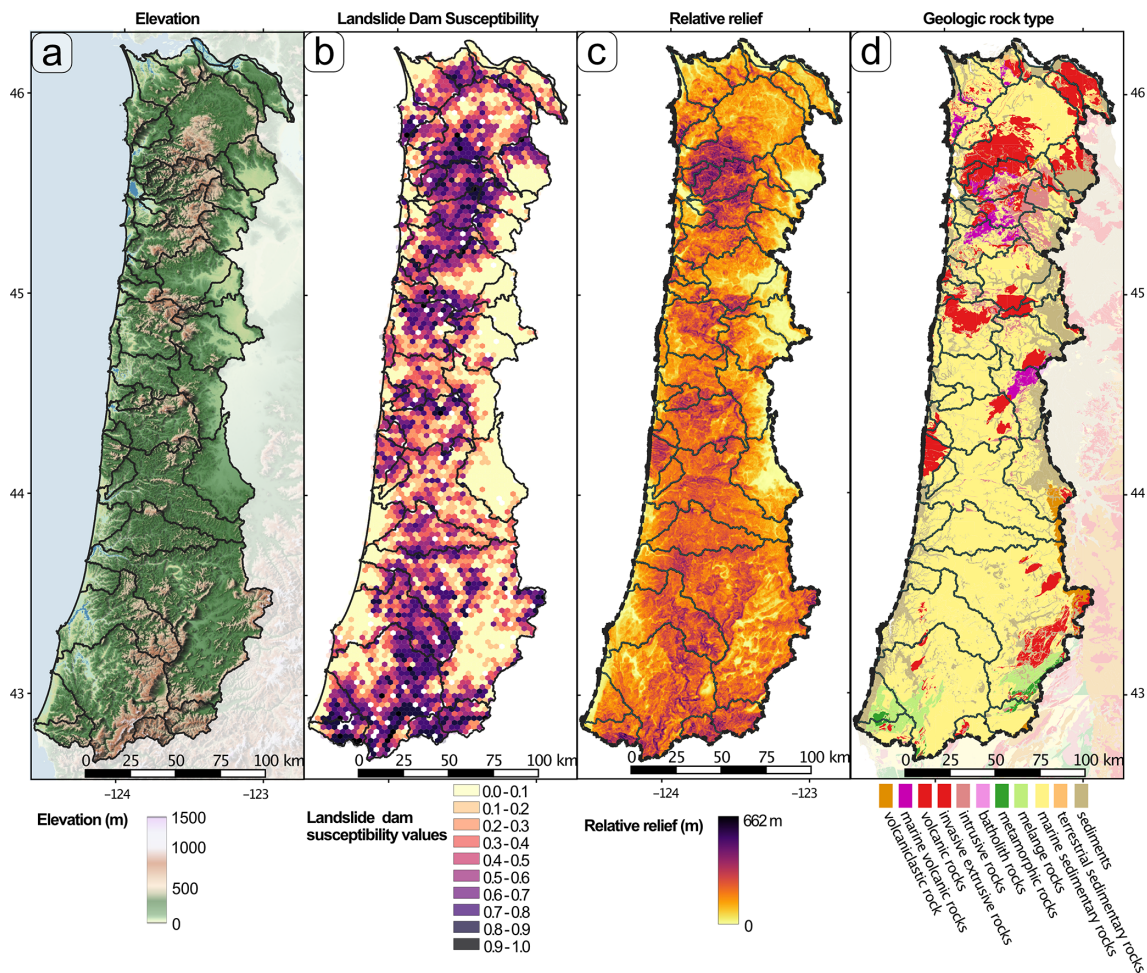 Elevation
Landslide Dam Susceptibility
Relative relief
Geologic rock type
a
b
c
d
46
45
44
43
46
45
44
43
0 25 50 75 100 km
0 25 50 75 100 km
0 25 50 75 100 km
0 25 50 75 100 km
−124 −123
−124 −123
Elevation (m)
1500
1000
500
0
Landslide dam
susceptibility values
0.0 - 0.1
0.1 - 0.2
0.2 - 0.3
0.3 - 0.4
0.4 - 0.5
0.5 - 0.6
0.6 - 0.7
0.7 - 0.8
0.8 - 0.9
0.9 - 1.0
Relative relief (m)
662 m
0
volcaniclastic rock
marine volcanic rocks
volcanic rocks
invasive extrusive rocks
intrusive rocks
batholith rocks
metamorphic rocks
melange rocks
marine sedimentary rocks
terrestrial sedimentary rocks
sediments